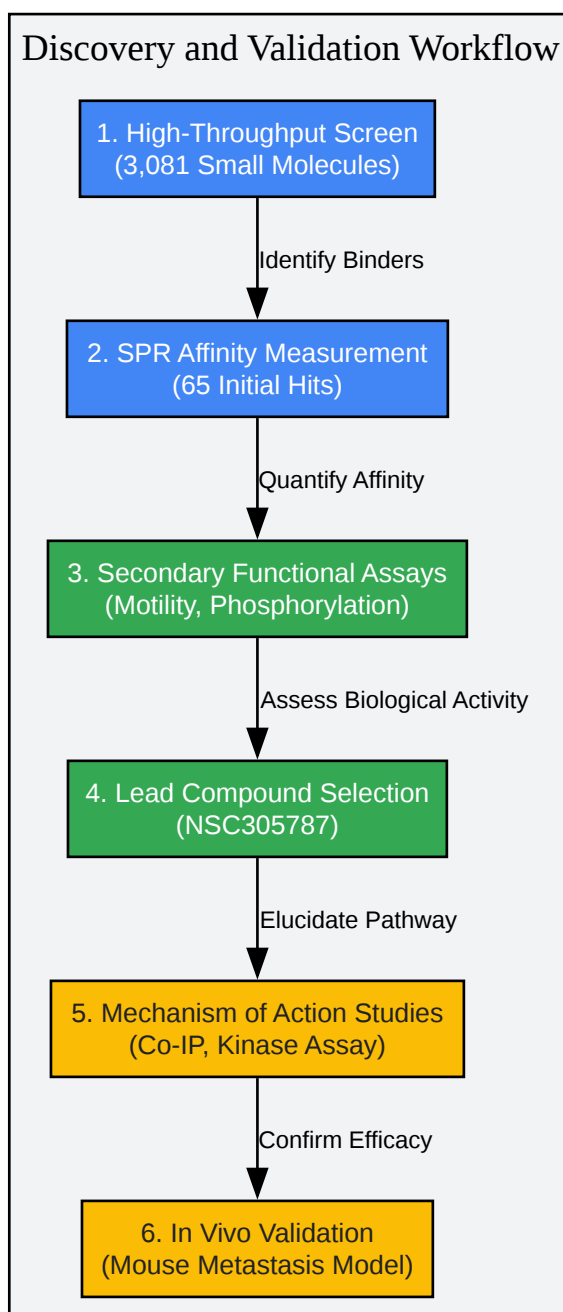 Discovery and Validation Workflow
1. High-Throughput Screen
(3,081 Small Molecules)
Identify Binders
2. SPR Affinity Measurement
(65 Initial Hits)
Quantify Affinity
3. Secondary Functional Assays
(Motility, Phosphorylation)
Assess Biological Activity
4. Lead Compound Selection
(NSC305787)
Elucidate Pathway
5. Mechanism of Action Studies
(Co-IP, Kinase Assay)
Confirm Efficacy
6. In Vivo Validation
(Mouse Metastasis Model)